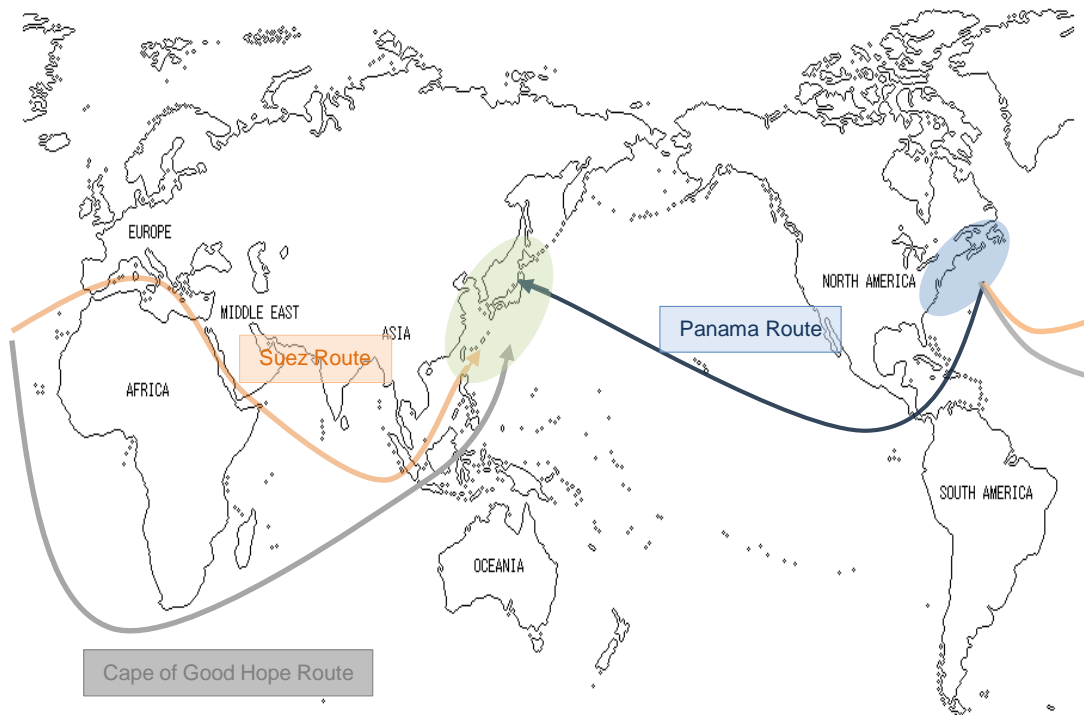 EUROPE
NORTH AMERICA
MIDDLE EAST
Panama Route
ASIA
Suez Route
AFRICA
SOUTH AMERICA
OCEANIA
Cape of Good Hope Route